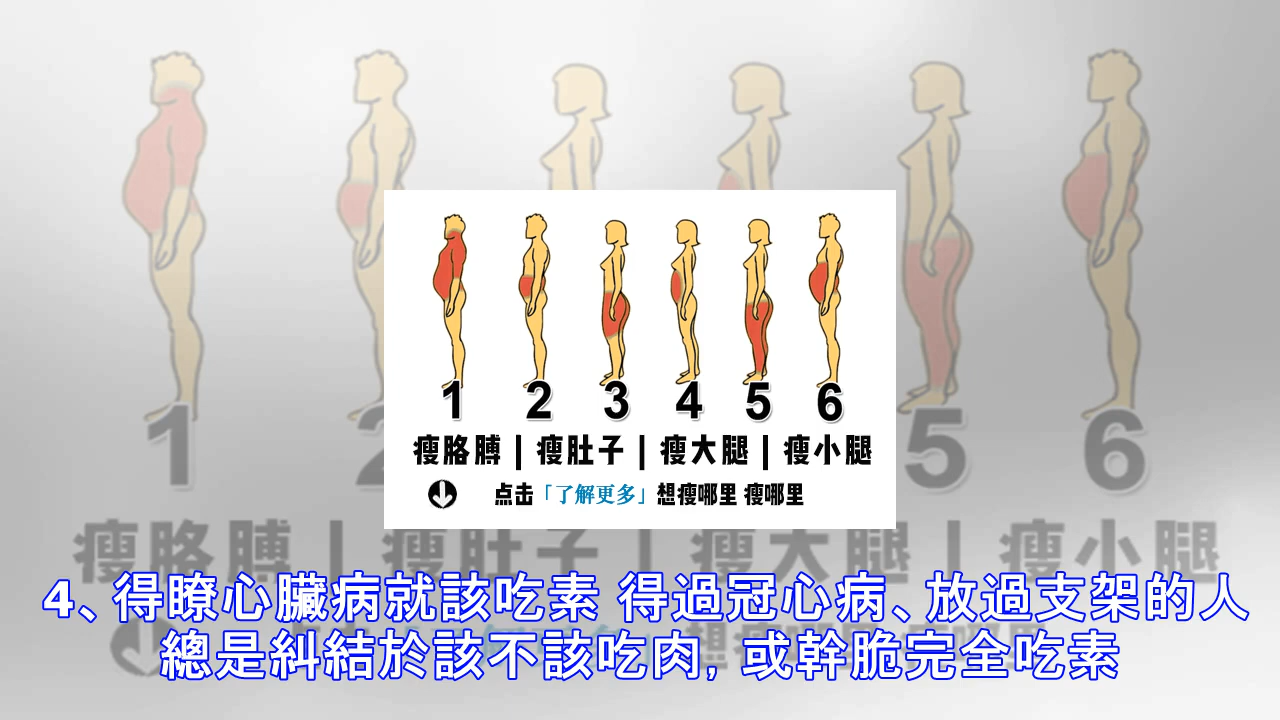 1 2 3 4 5 6
瘦胳膊 | 瘦肚子 | 瘦大腿 | 瘦小腿
点击「了解更多」想瘦哪里 瘦哪里
4、得瞭心臟病就該吃素 得過冠心病、放過支架的人
總是糾結於該不該吃肉, 或幹脆完全吃素